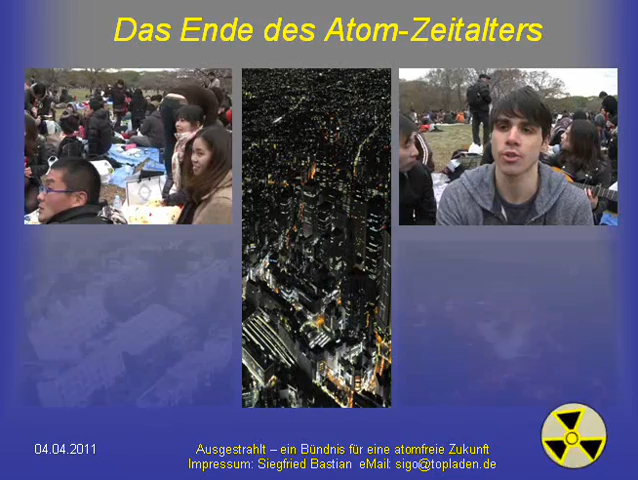 Das Ende des Atom-Zeitalters
04.04.2011
Ausgestrahlt – ein Bündnis für eine atomfreie Zukunft
Impressum: Siegfried Bastian eMail: sigo@topladen.de